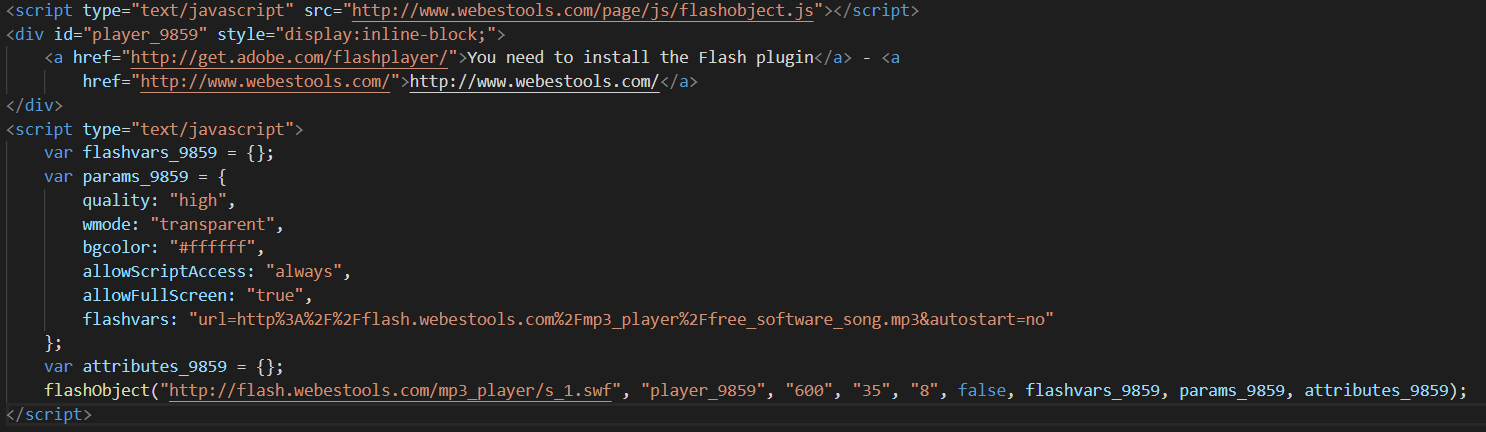 <script type="text/javascript" src="http://www.webestools.com/page/js/flashobject.js"></script>
<div id="player_9859" style="display:inline-block;">
    <a href="http://get.adobe.com/flashplayer/">You need to install the Flash plugin</a> - <a
        href="http://www.webestools.com/">http://www.webestools.com/</a>
</div>
<script type="text/javascript">
    var flashvars_9859 = {};
    var params_9859 = {
        quality: "high",
        wmode: "transparent",
        bgcolor: "#ffffff",
        allowScriptAccess: "always",
        allowFullScreen: "true",
        flashvars: "url=http%3A%2F%2Fflash.webestools.com%2Fmp3_player%2Ffree_software_song.mp3&autostart=no"
    };
    var attributes_9859 = {};
    flashObject("http://flash.webestools.com/mp3_player/s_1.swf", "player_9859", "600", "35", "8", false, flashvars_9859, params_9859, attributes_9859);
</script>